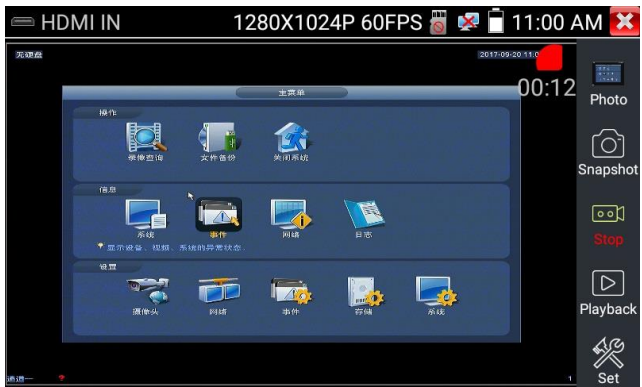 HDMI IN
1280X1024P 60FPS
11:00 AM
无硬盘
2017-09-20 11:0
00:12
主菜单
操作
录像查询
文件备份
关闭系统
信息
系统
事件
网络
日志
显示设备、视频、系统的异常状态.
设置
摄像头
网络
事件
存储
系统
通道一
?
1
Photo
Snapshot
Stop
Playback
Set